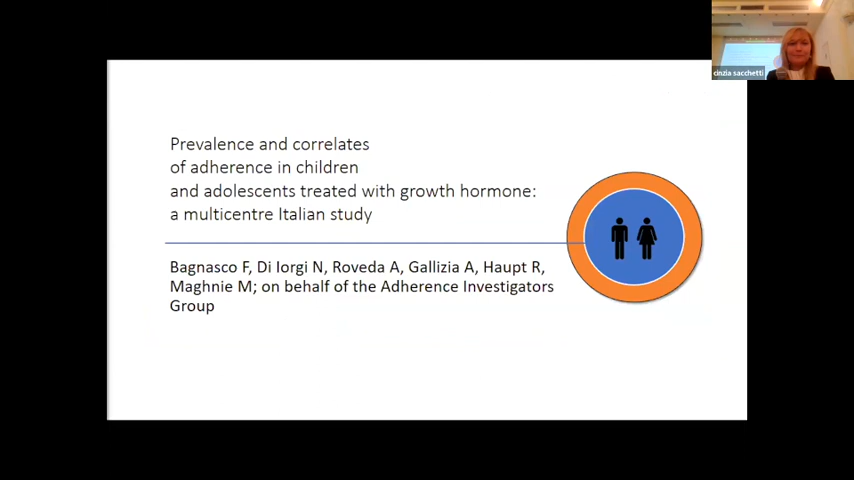 cinzia sacchetti
Prevalence and correlates
of adherence in children
and adolescents treated with growth hormone:
a multicentre Italian study
Bagnasco F, Di Iorgi N, Roveda A, Gallizia A, Haupt R,
Maghnie M; on behalf of the Adherence Investigators
Group